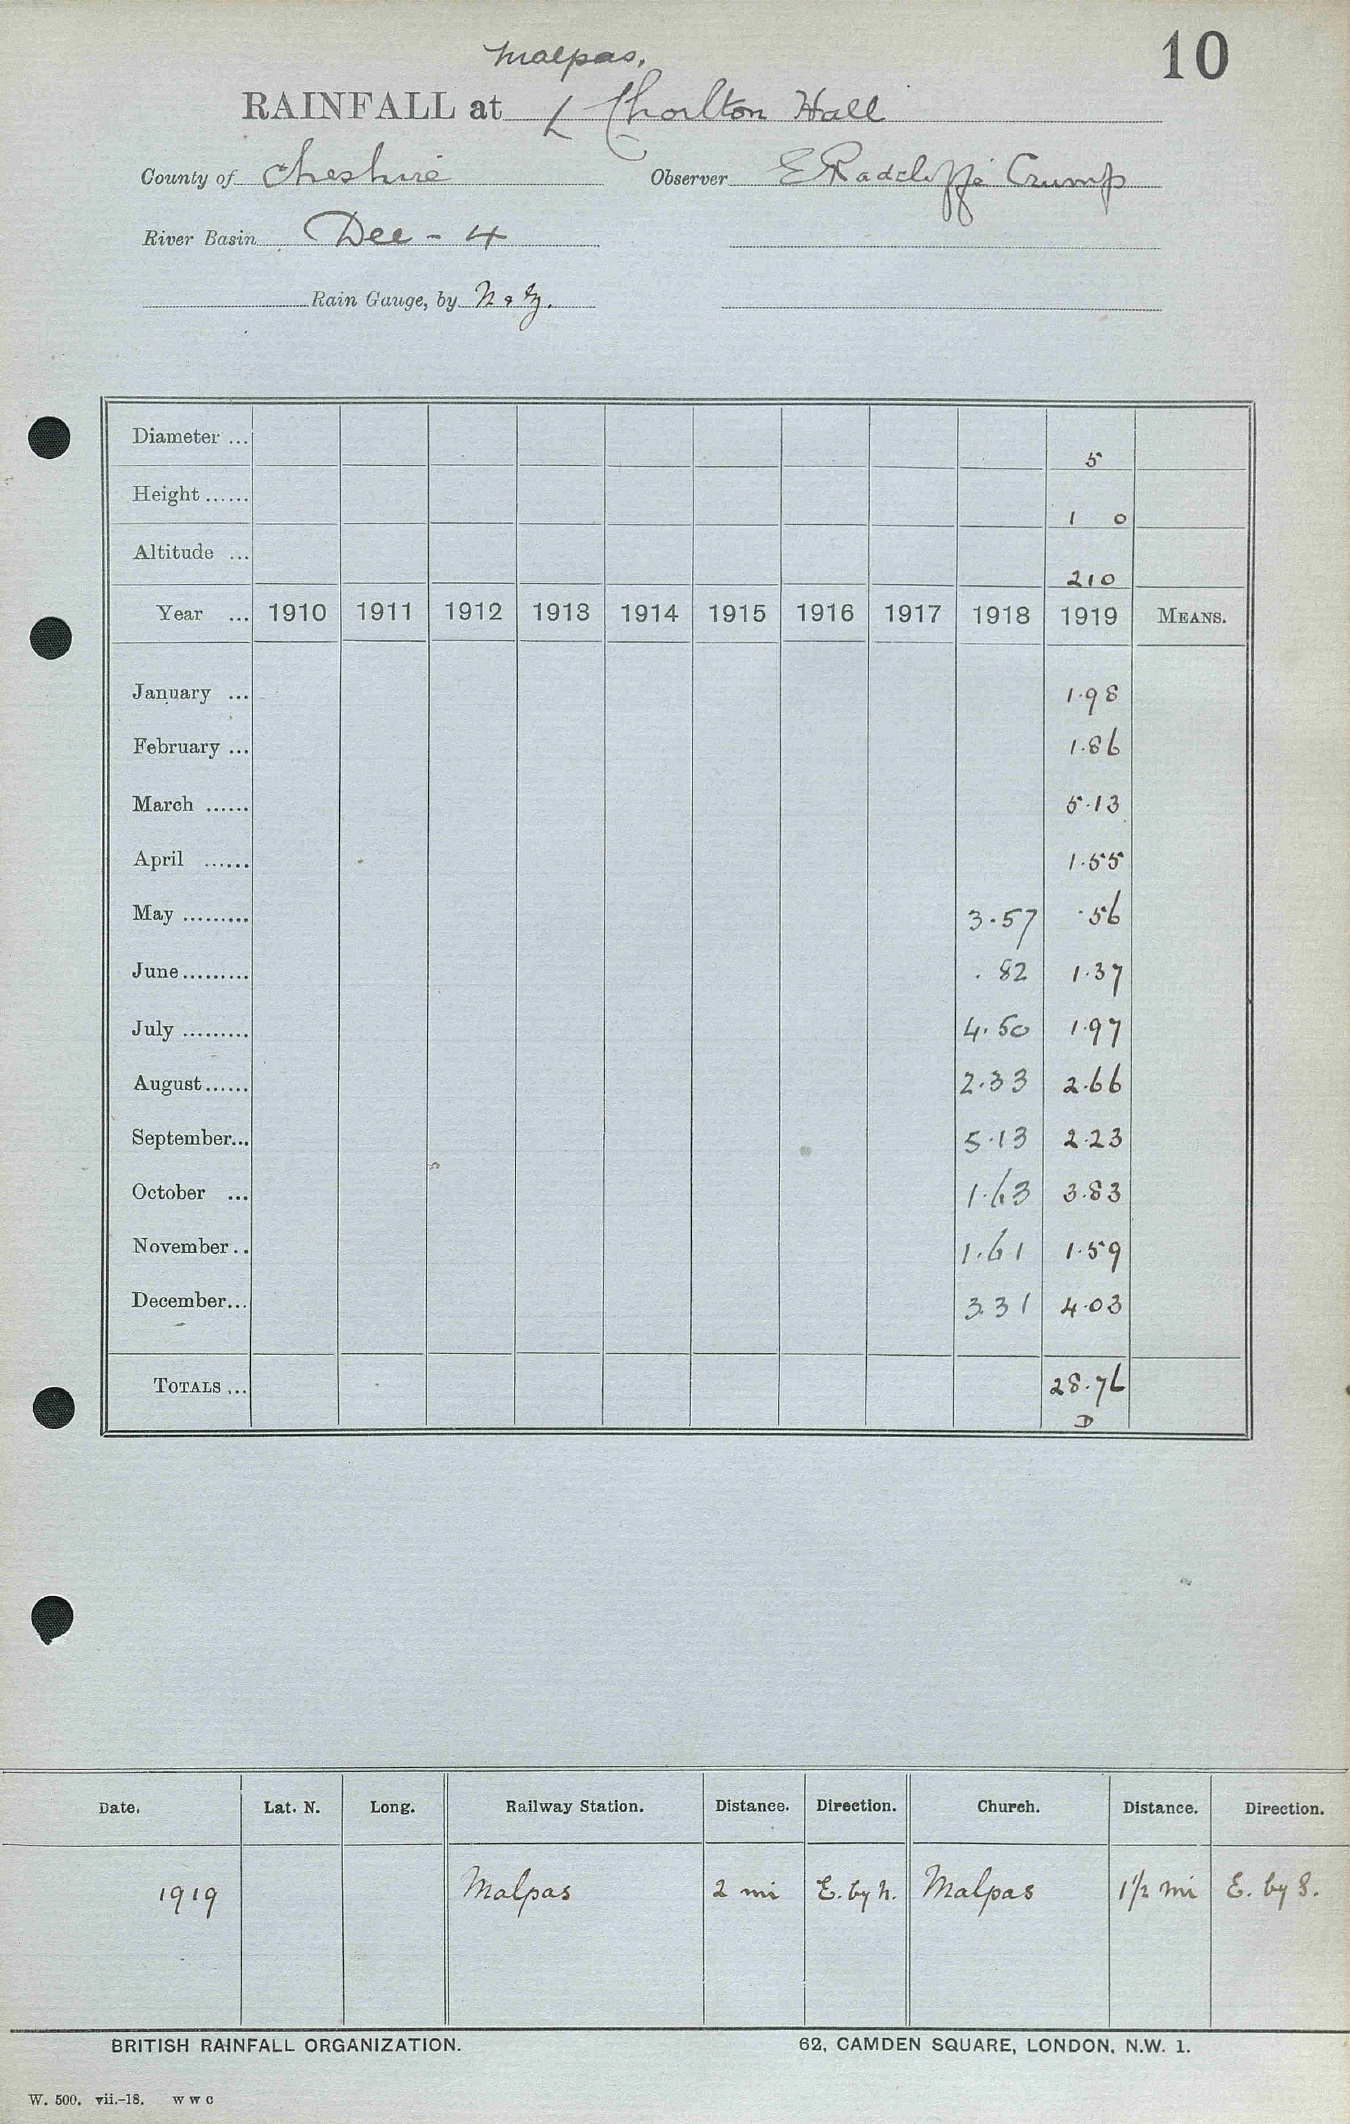 10
Malpas,
RAINFALL at Chorlton Hall
County of Cheshire Observer E Radcliffe Crump
River Basin Dee - 4
Rain Gauge, by N & Z.
Diameter ... 5
Height ...... 1 0
Altitude ... 210
Year ... 1910 1911 1912 1913 1914 1915 1916 1917 1918 1919 MEANS.
January ... 1.98
February ... 1.86
March ...... 5.13
April ...... 1.55
May ......... 3.57 .56
June ......... .82 1.37
July ......... 4.50 1.97
August ...... 2.33 2.66
September... 5.13 2.23
October ... 1.63 3.83
November .. 1.61 1.59
December... 3.31 4.03
TOTALS ... 28.76
D
Date. Lat. N. Long. Railway Station. Distance. Direction. Church. Distance. Direction.
1919 Malpas 2 mi E. by N. Malpas 1 1/2 mi E. by S.
BRITISH RAINFALL ORGANIZATION. 62, CAMDEN SQUARE, LONDON, N.W. 1.
W. 500. vii.-18. W W C